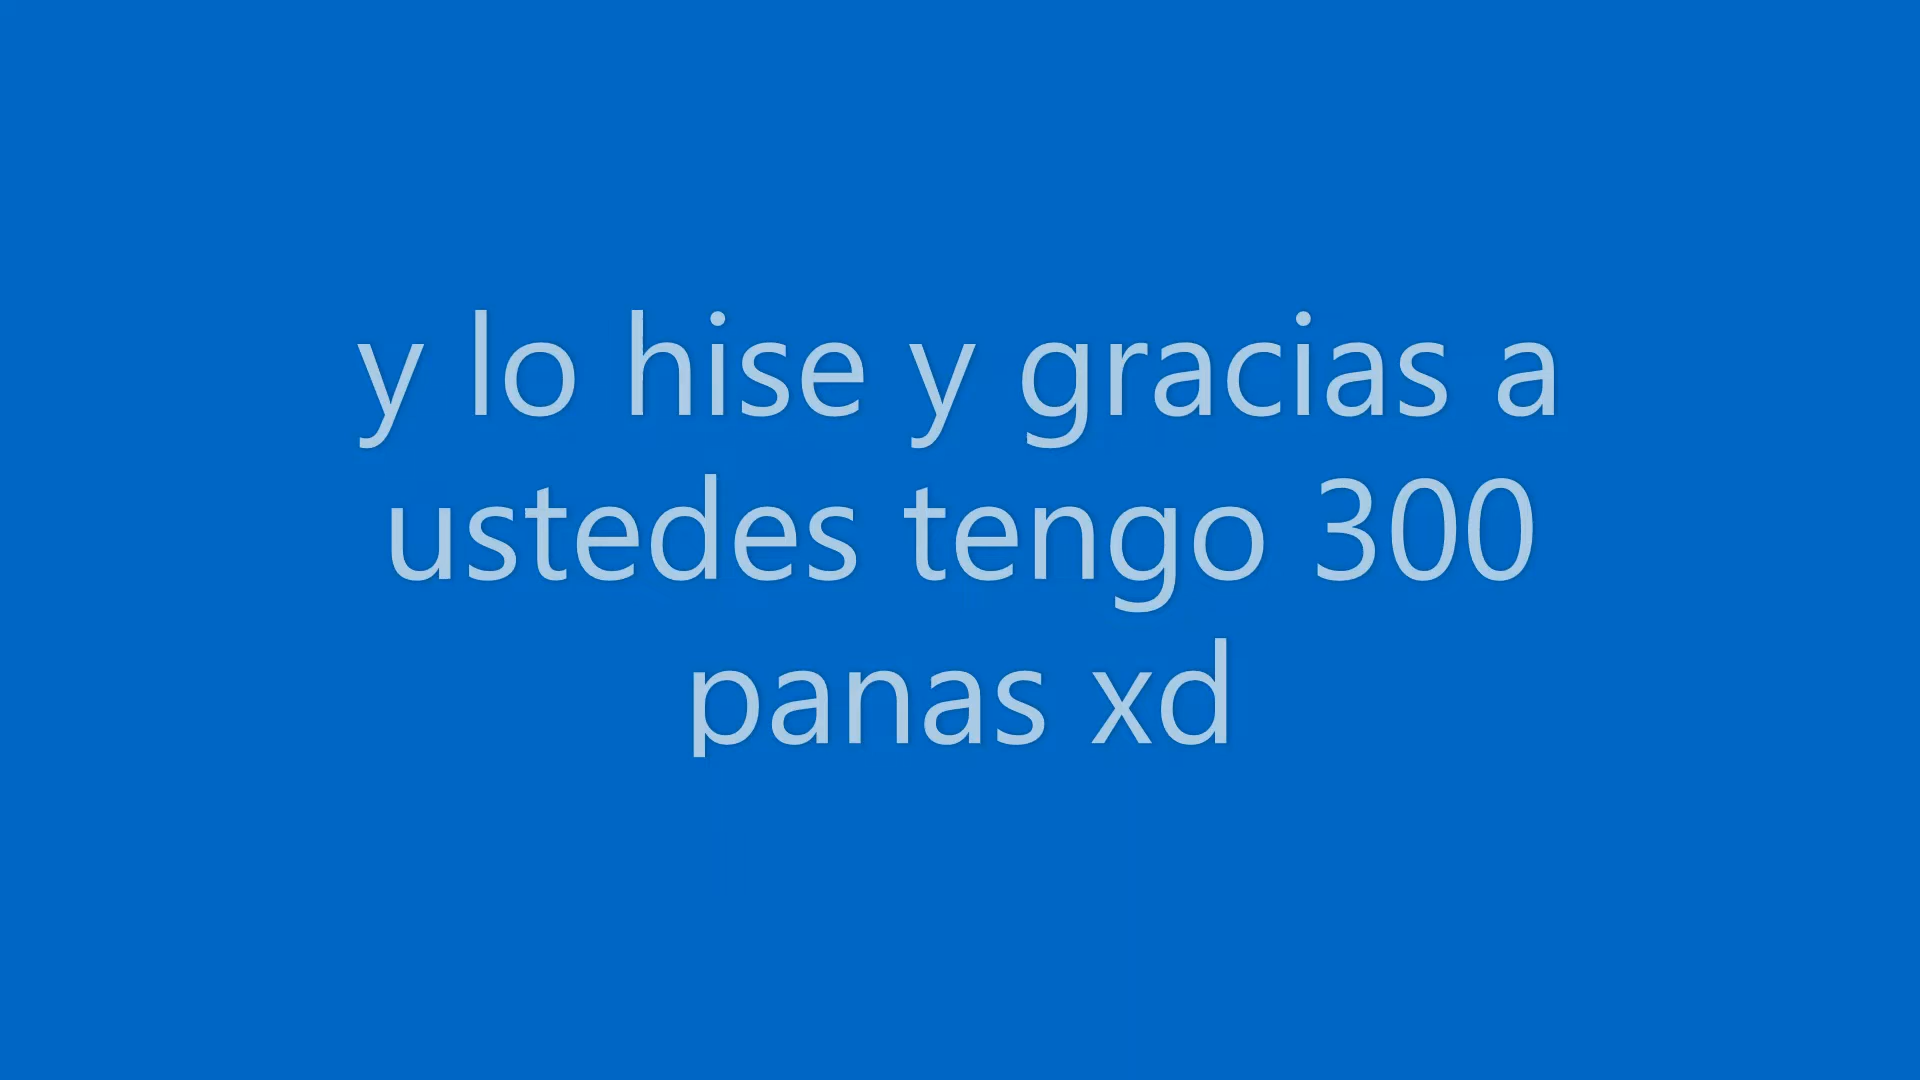 y lo hise y gracias a
ustedes tengo 300
panas xd